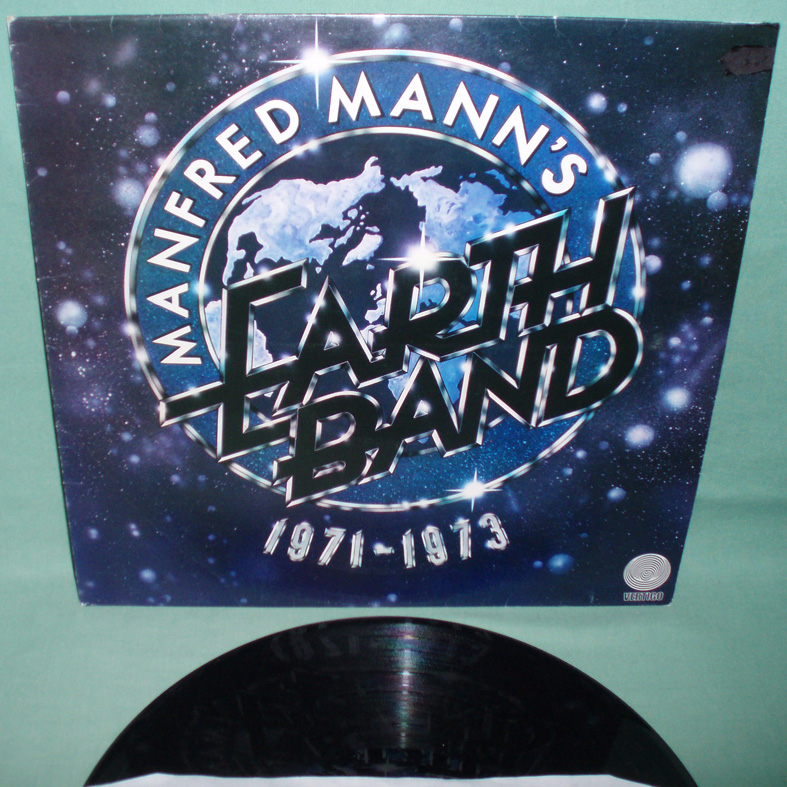 MANFRED MANN'S
EARTH
BAND
1971-1973
VERTIGO